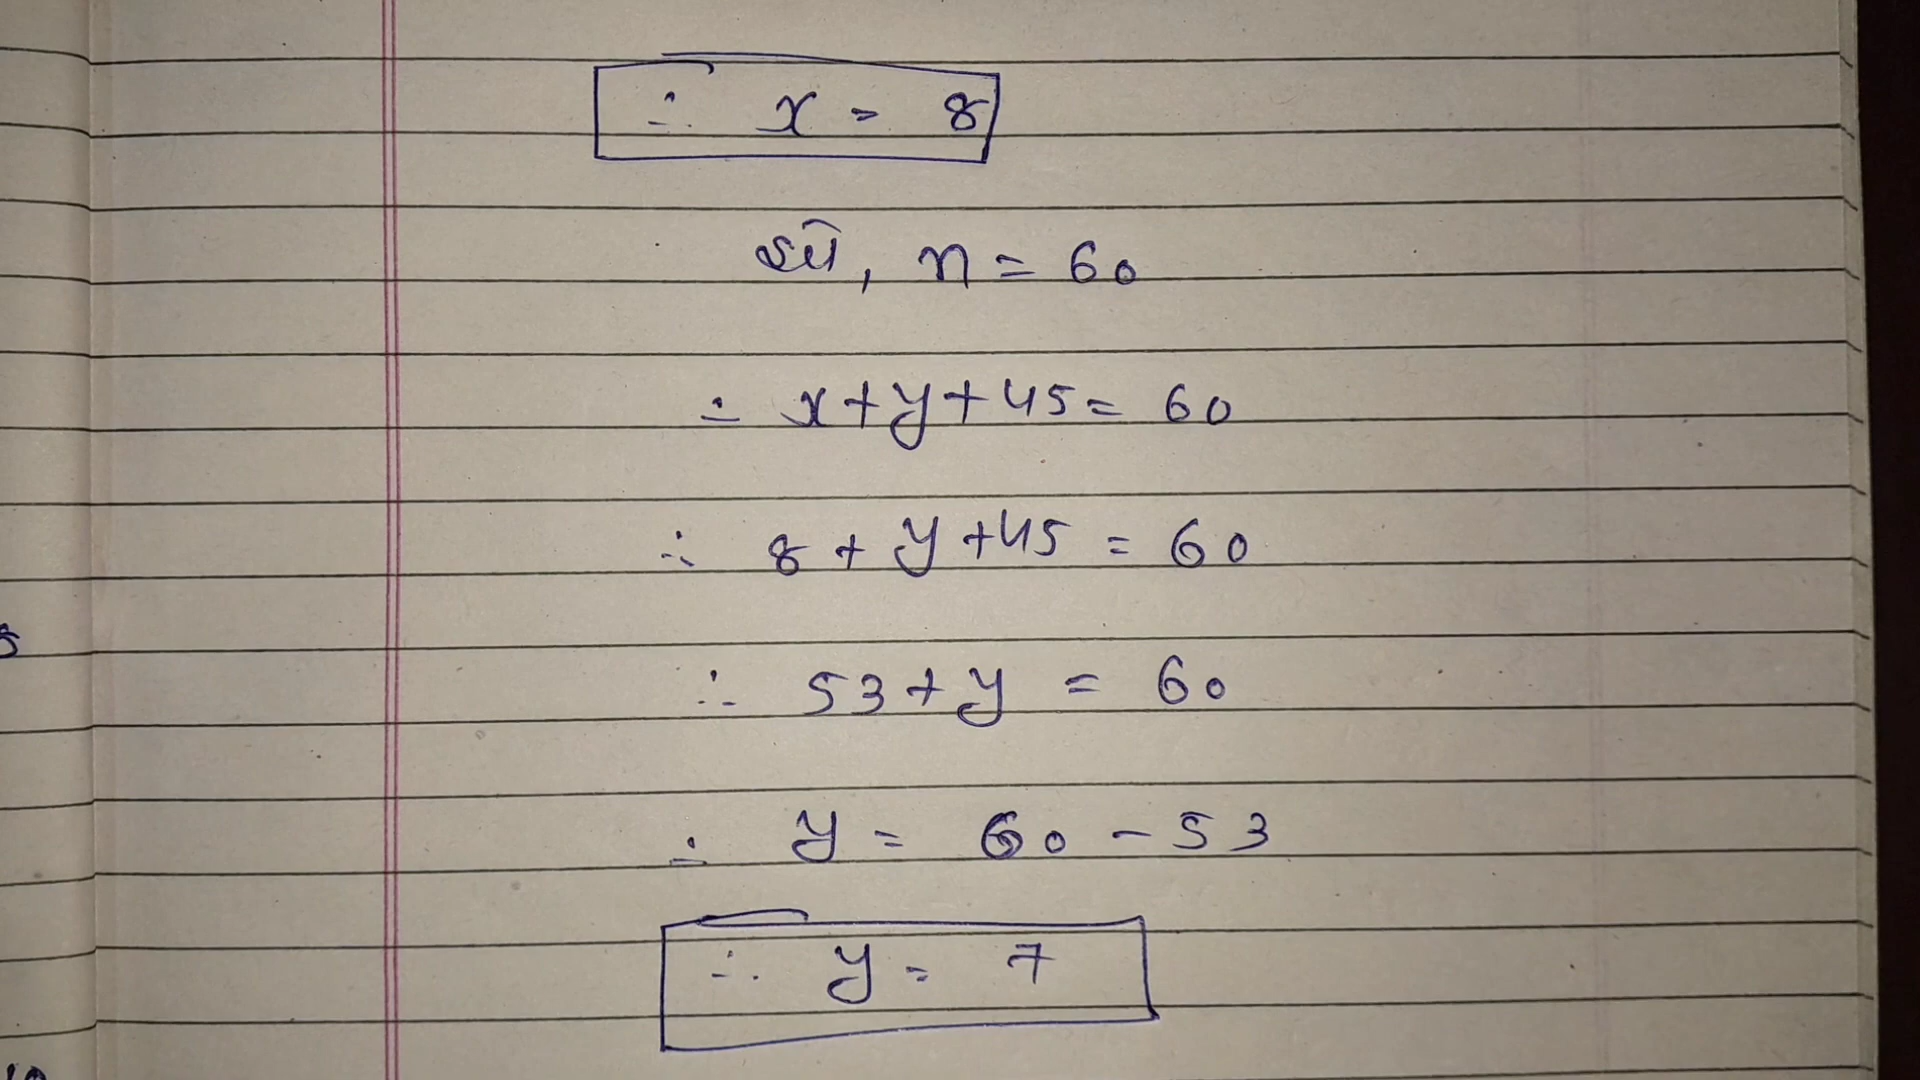 ∴ x = 8
હવે, n = 60
∴ x + y + 45 = 60
∴ 8 + y + 45 = 60
∴ 53 + y = 60
∴ y = 60 - 53
∴ y = 7